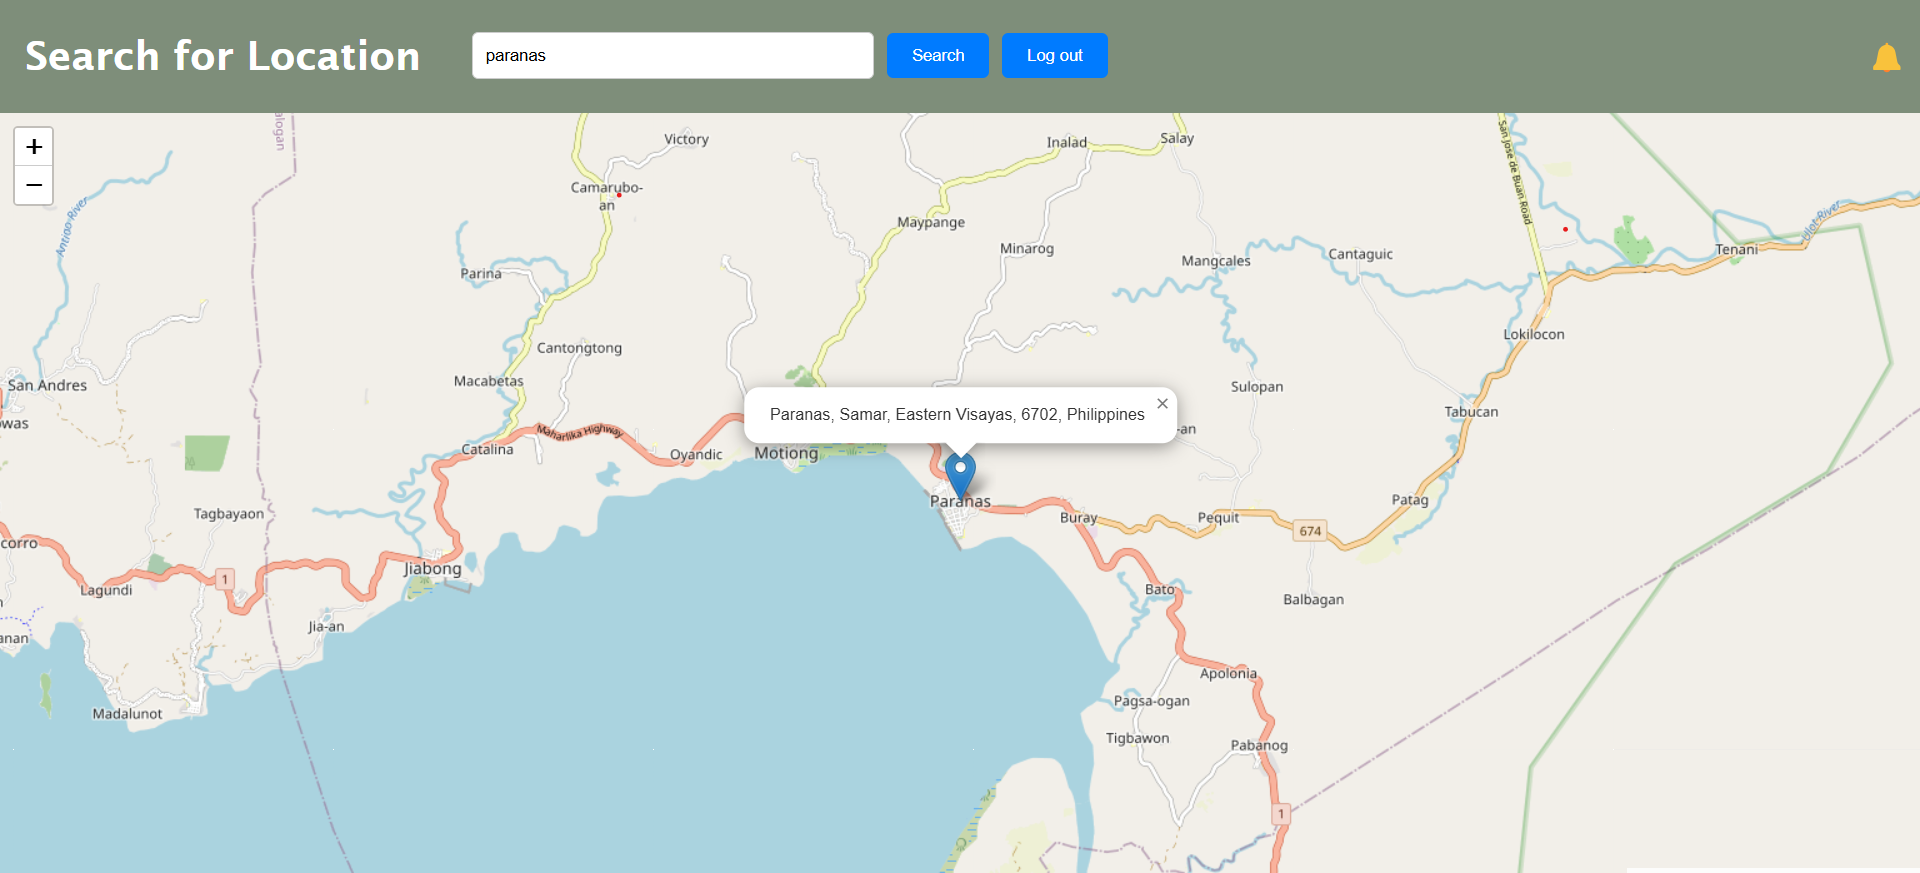 Search for Location
paranas
Search
Log out
+
−
Victory
Inalad
Salay
San Jose de Buan Road
Camarubo-
an
Antiao River
Maypange
Ulot River
Minarog
Tenani
Mangcales
Cantaguic
Parina
Lokilocon
Cantongtong
Macabetas
San Andres
Sulopan
Paranas, Samar, Eastern Visayas, 6702, Philippines
×
Tabucan
-an
Maharlika Highway
Catalina
Oyandic
Motiong
Paranas
Patag
Tagbayaon
Buray
Pequit
674
corro
Jiabong
1
Lagundi
Bato
Balbagan
Jia-an
anan
Apolonia
Pagsa-ogan
Madalunot
Tigbawon
Pabanog
1